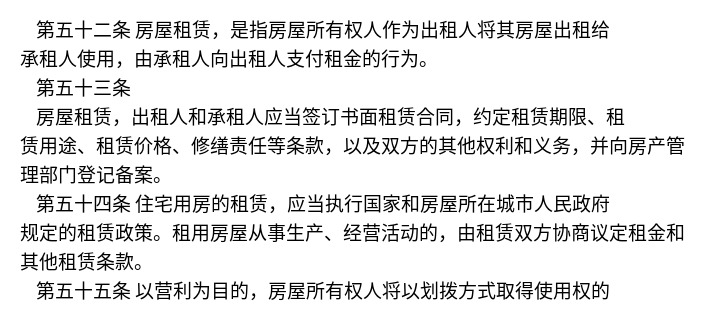 第五十二条 房屋租赁，是指房屋所有权人作为出租人将其房屋出租给
承租人使用，由承租人向出租人支付租金的行为。
第五十三条
房屋租赁，出租人和承租人应当签订书面租赁合同，约定租赁期限、租
赁用途、租赁价格、修缮责任等条款，以及双方的其他权利和义务，并向房产管
理部门登记备案。
第五十四条 住宅用房的租赁，应当执行国家和房屋所在城市人民政府
规定的租赁政策。租用房屋从事生产、经营活动的，由租赁双方协商议定租金和
其他租赁条款。
第五十五条 以营利为目的，房屋所有权人将以划拨方式取得使用权的